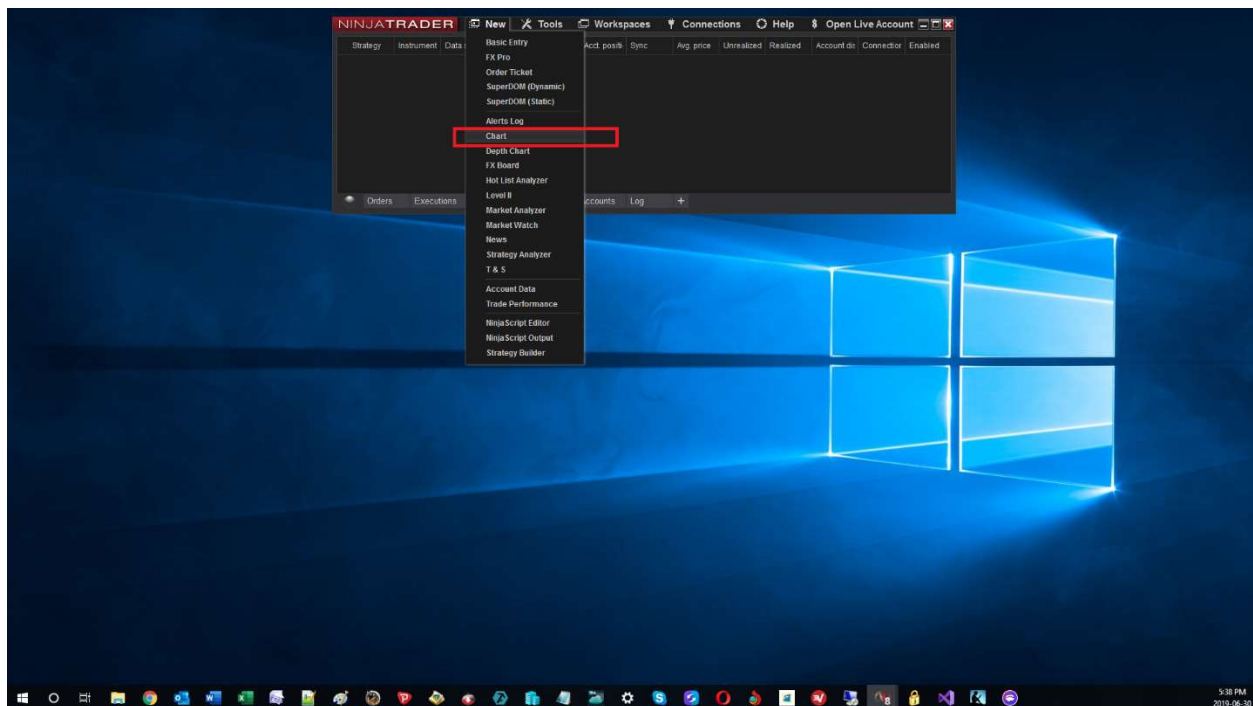 NINJATRADER New Tools Workspaces Connections Help $ Open Live Account
Strategy Instrument Data Acct. positi Sync Avg. price Unrealized Realized Account dis Connection Enabled
Basic Entry
FX Pro
Order Ticket
SuperDOM (Dynamic)
SuperDOM (Static)
Alerts Log
Chart
Depth Chart
FX Board
Hot List Analyzer
Level II
Market Analyzer
Market Watch
News
Strategy Analyzer
T & S
Account Data
Trade Performance
NinjaScript Editor
NinjaScript Output
Strategy Builder
Orders Executions ccounts Log +
5:38 PM
2019-06-30